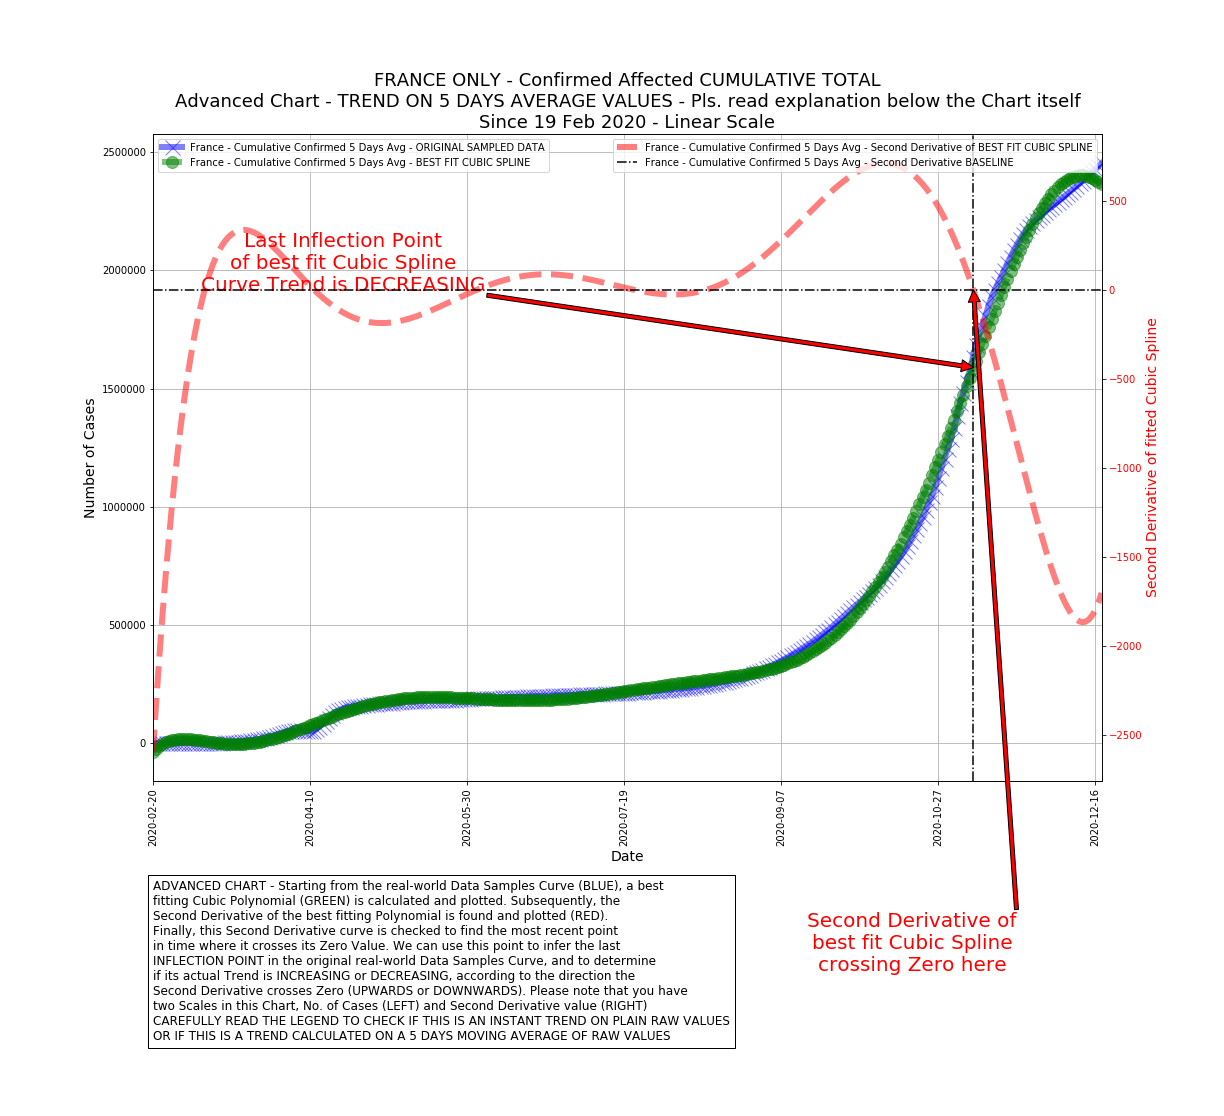 FRANCE ONLY - Confirmed Affected CUMULATIVE TOTAL
Advanced Chart - TREND ON 5 DAYS AVERAGE VALUES - Pls. read explanation below the Chart itself
Since 19 Feb 2020 - Linear Scale
France - Cumulative Confirmed 5 Days Avg - ORIGINAL SAMPLED DATA
France - Cumulative Confirmed 5 Days Avg - BEST FIT CUBIC SPLINE
France - Cumulative Confirmed 5 Days Avg - Second Derivative of BEST FIT CUBIC SPLINE
France - Cumulative Confirmed 5 Days Avg - Second Derivative BASELINE
Last Inflection Point
of best fit Cubic Spline
Curve Trend is DECREASING
Number of Cases
2500000
2000000
1500000
1000000
500000
0
500
0
−500
−1000
−1500
−2000
−2500
Second Derivative of fitted Cubic Spline
2020-02-20
2020-04-10
2020-05-30
2020-07-19
2020-09-07
2020-10-27
2020-12-16
Date
Second Derivative of
best fit Cubic Spline
crossing Zero here
ADVANCED CHART - Starting from the real-world Data Samples Curve (BLUE), a best
fitting Cubic Polynomial (GREEN) is calculated and plotted. Subsequently, the
Second Derivative of the best fitting Polynomial is found and plotted (RED).
Finally, this Second Derivative curve is checked to find the most recent point
in time where it crosses its Zero Value. We can use this point to infer the last
INFLECTION POINT in the original real-world Data Samples Curve, and to determine
if its actual Trend is INCREASING or DECREASING, according to the direction the
Second Derivative crosses Zero (UPWARDS or DOWNWARDS). Please note that you have
two Scales in this Chart, No. of Cases (LEFT) and Second Derivative value (RIGHT)
CAREFULLY READ THE LEGEND TO CHECK IF THIS IS AN INSTANT TREND ON PLAIN RAW VALUES
OR IF THIS IS A TREND CALCULATED ON A 5 DAYS MOVING AVERAGE OF RAW VALUES